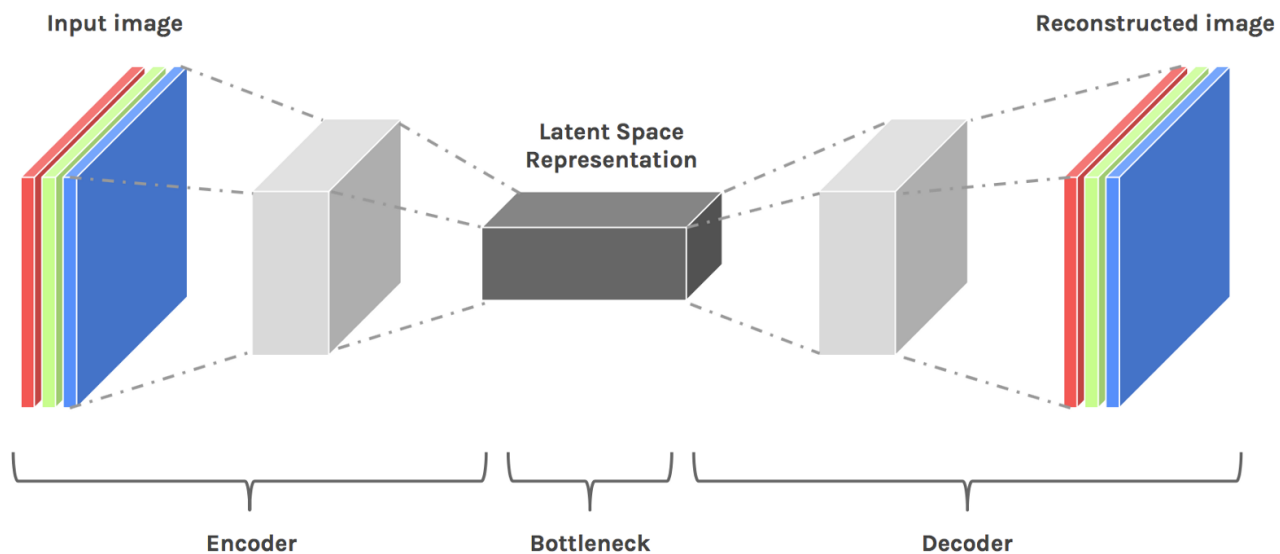 Input image
Reconstructed image
Latent Space
Representation
Encoder
Bottleneck
Decoder